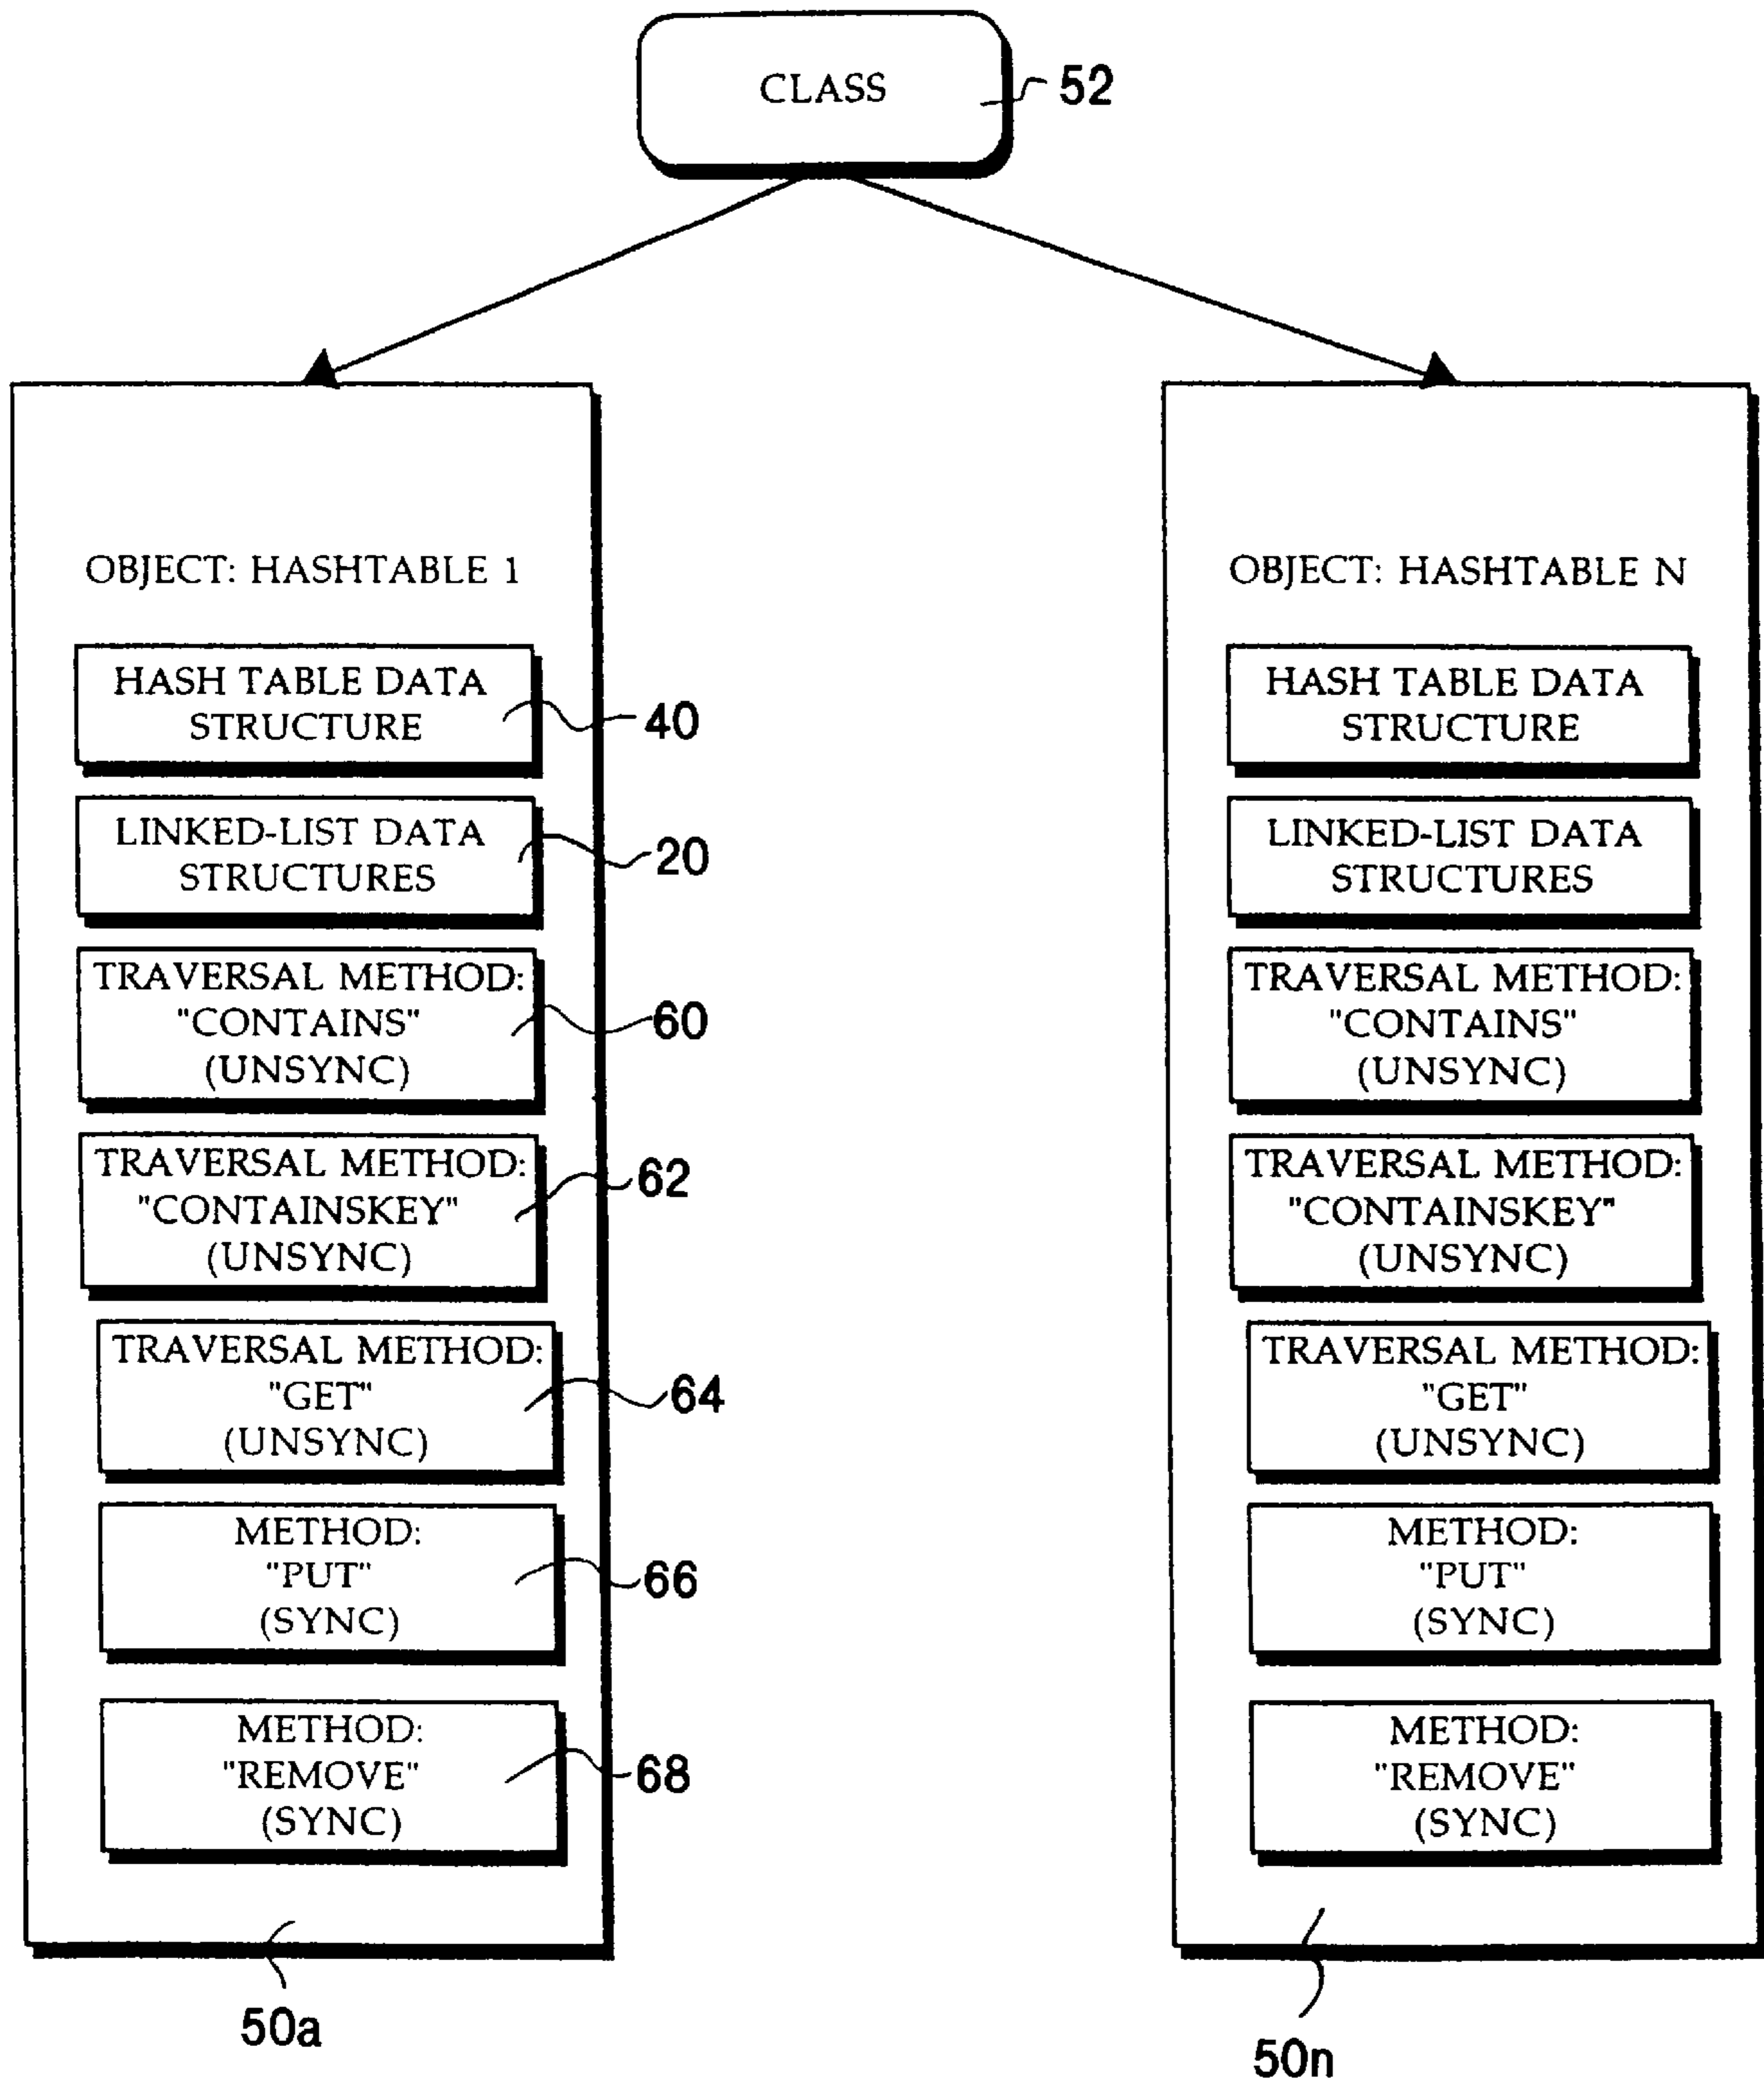 CLASS
52
OBJECT: HASHTABLE 1
HASH TABLE DATA
STRUCTURE
40
LINKED-LIST DATA
STRUCTURES
20
TRAVERSAL METHOD:
"CONTAINS"
(UNSYNC)
60
TRAVERSAL METHOD:
"CONTAINSKEY"
(UNSYNC)
62
TRAVERSAL METHOD:
"GET"
(UNSYNC)
64
METHOD:
"PUT"
(SYNC)
66
METHOD:
"REMOVE"
(SYNC)
68
50a
OBJECT: HASHTABLE N
HASH TABLE DATA
STRUCTURE
LINKED-LIST DATA
STRUCTURES
TRAVERSAL METHOD:
"CONTAINS"
(UNSYNC)
TRAVERSAL METHOD:
"CONTAINSKEY"
(UNSYNC)
TRAVERSAL METHOD:
"GET"
(UNSYNC)
METHOD:
"PUT"
(SYNC)
METHOD:
"REMOVE"
(SYNC)
50n